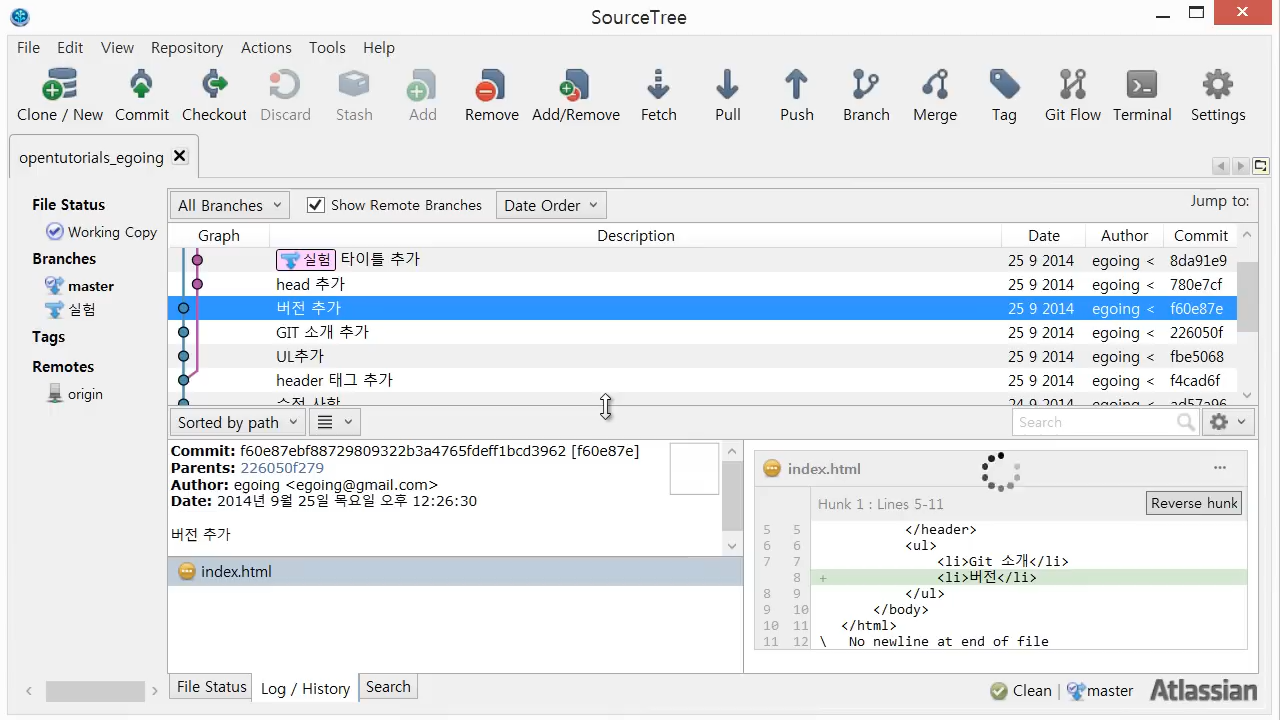 SourceTree
File Edit View Repository Actions Tools Help
Clone / New Commit Checkout Discard Stash Add Remove Add/Remove Fetch Pull Push Branch Merge Tag Git Flow Terminal Settings
opentutorials_egoing
File Status
Working Copy
Branches
master
실험
Tags
Remotes
origin
All Branches Show Remote Branches Date Order Jump to:
Graph Description Date Author Commit
실험 타이틀 추가 25 9 2014 egoing < 8da91e9
head 추가 25 9 2014 egoing < 780e7cf
버전 추가 25 9 2014 egoing < f60e87e
GIT 소개 추가 25 9 2014 egoing < 226050f
UL추가 25 9 2014 egoing < fbe5068
header 태그 추가 25 9 2014 egoing < f4cad6f
수정 사항 24 9 2014 egoing < ad57a96
Sorted by path Search
Commit: f60e87ebf88729809322b3a4765fdeff1bcd3962 [f60e87e]
Parents: 226050f279
Author: egoing <egoing@gmail.com>
Date: 2014년 9월 25일 목요일 오후 12:26:30
버전 추가
index.html
index.html
Hunk 1 : Lines 5-11 Reverse hunk
5 5 </header>
6 6 <ul>
7 7 <li>Git 소개</li>
8 + <li>버전</li>
8 9 </ul>
9 10 </body>
10 11 </html>
11 12 \ No newline at end of file
File Status Log / History Search
Clean master Atlassian